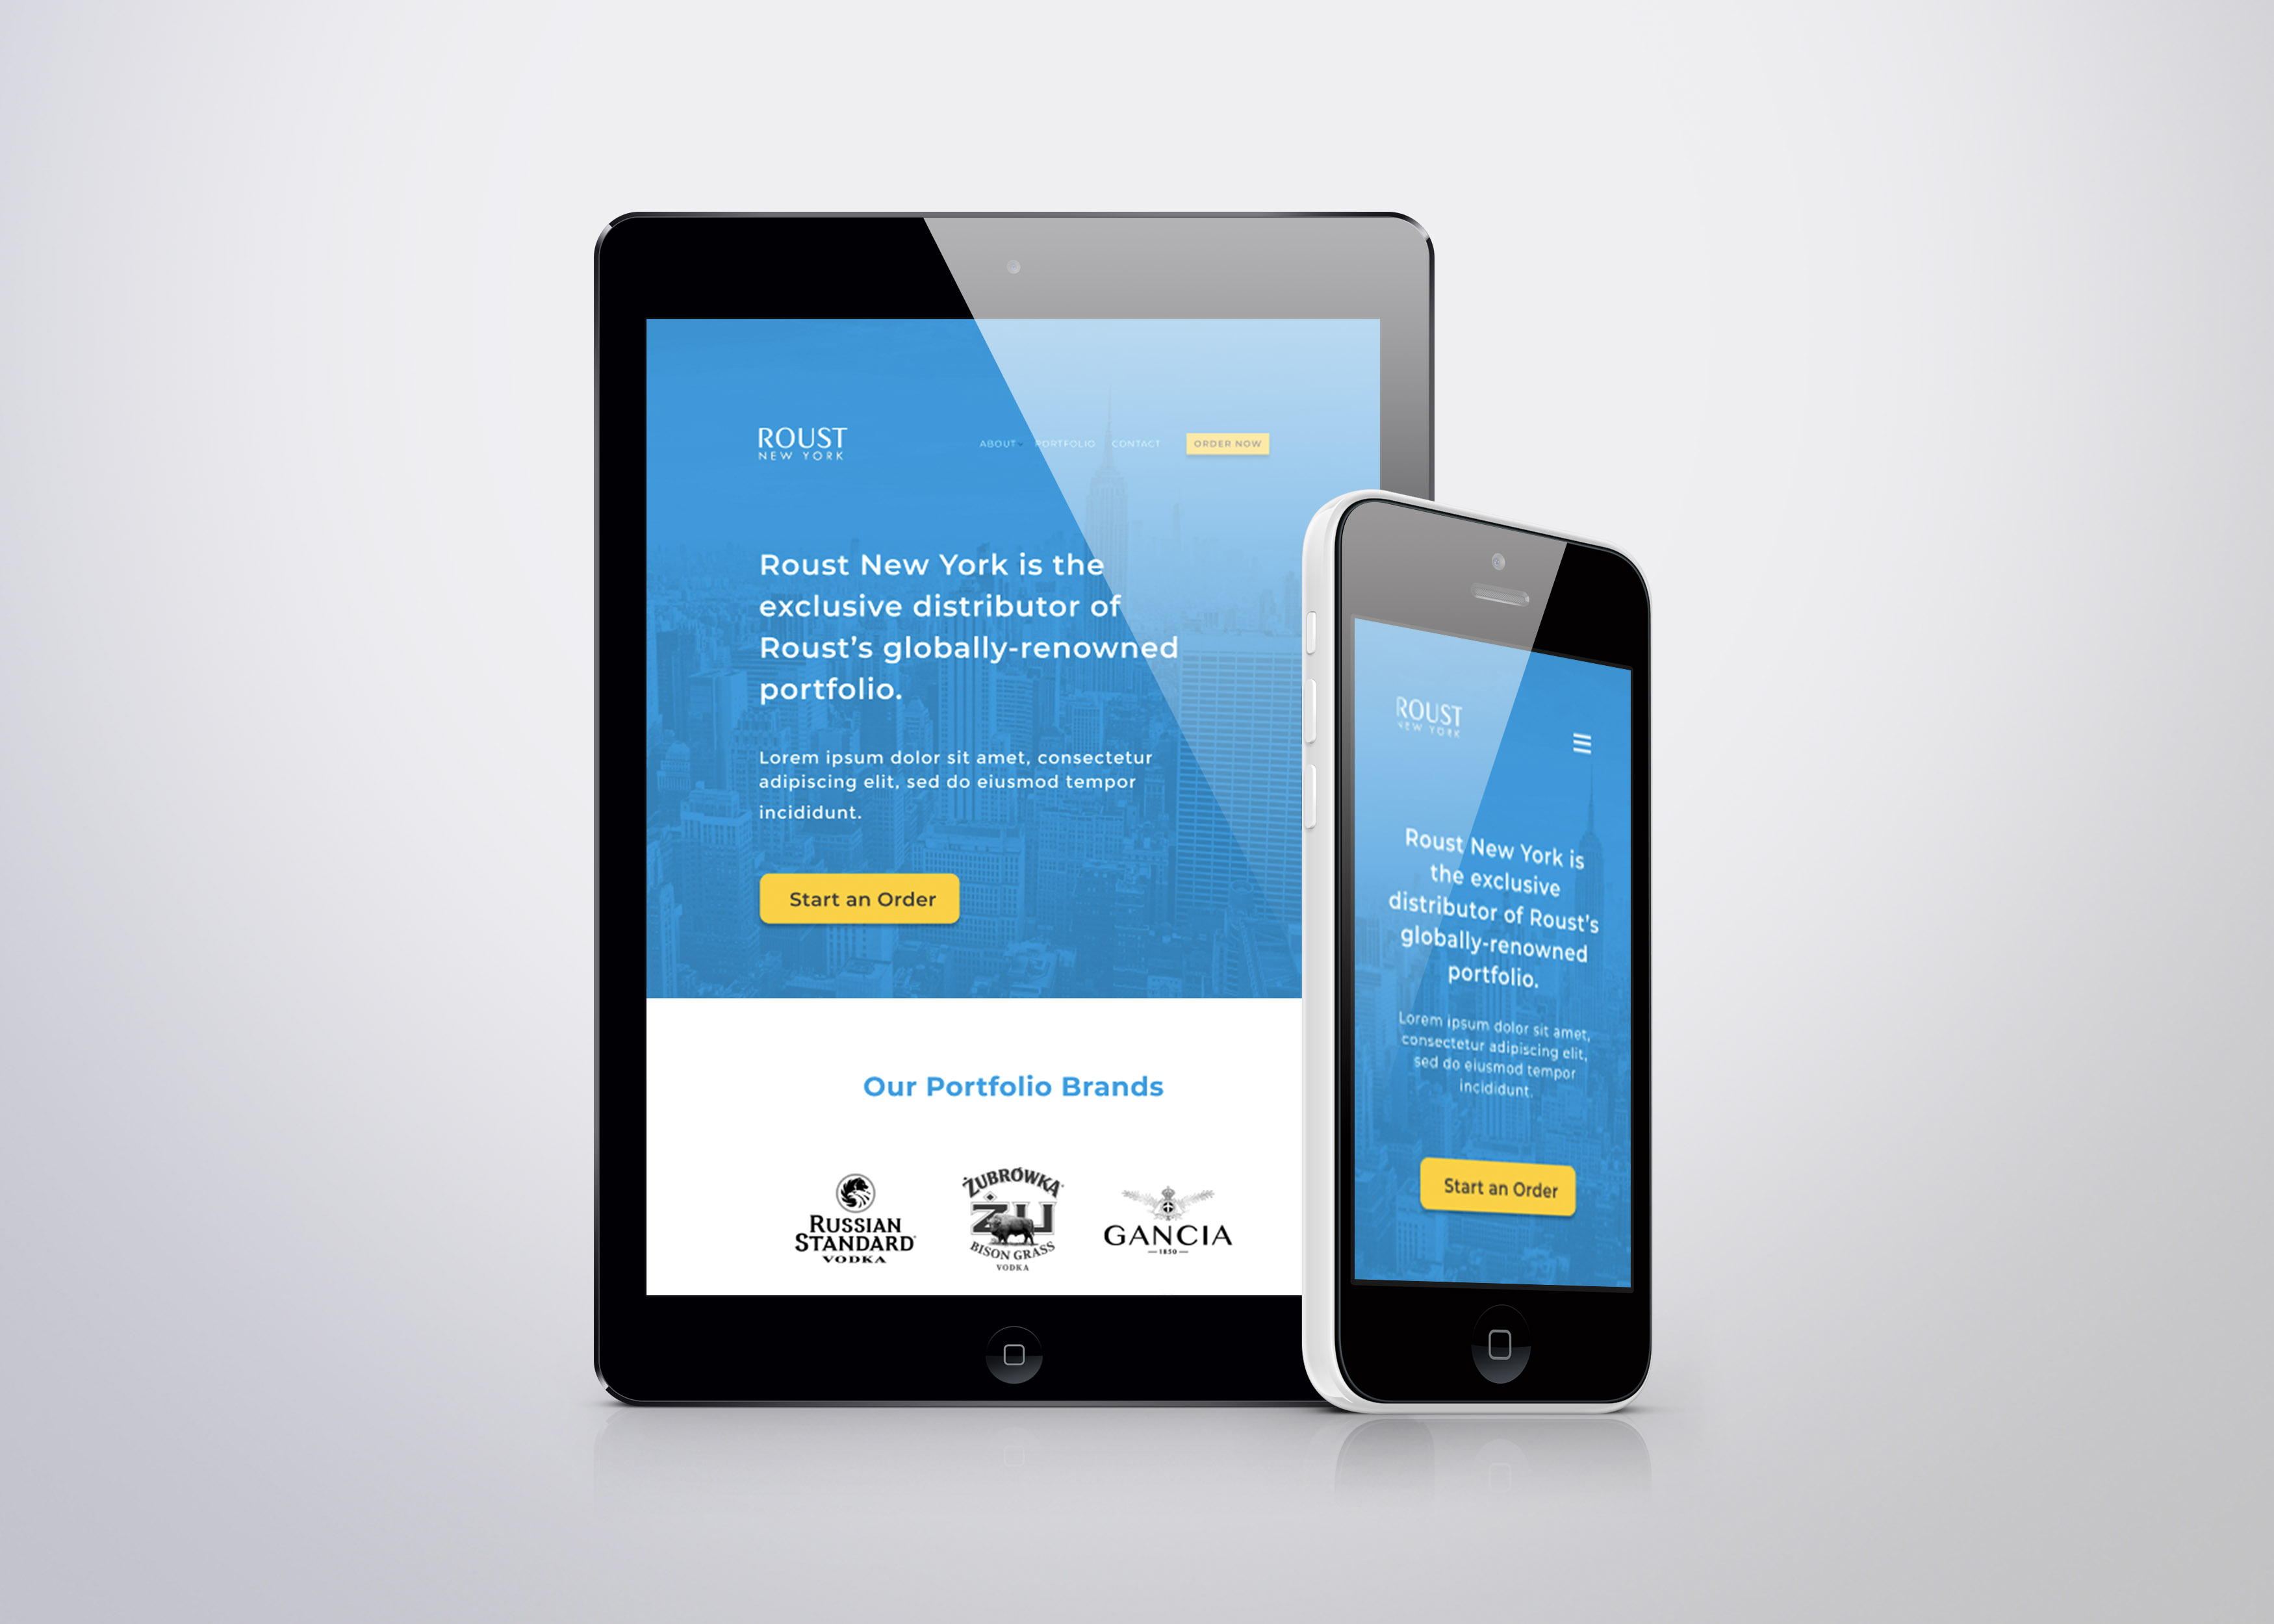 ROUST
NEW YORK
ABOUT PORTFOLIO CONTACT ORDER NOW
Roust New York is the
exclusive distributor of
Roust’s globally-renowned
portfolio.
Lorem ipsum dolor sit amet, consectetur
adipiscing elit, sed do eiusmod tempor
incididunt.
Start an Order
Our Portfolio Brands
RUSSIAN
STANDARD
VODKA
ŻUBRÓWKA
ŻU
BISON GRASS
VODKA
GANCIA
1850
ROUST
NEW YORK
Roust New York is
the exclusive
distributor of Roust’s
globally-renowned
portfolio.
Lorem ipsum dolor sit amet,
consectetur adipiscing elit,
sed do eiusmod tempor
incididunt.
Start an Order